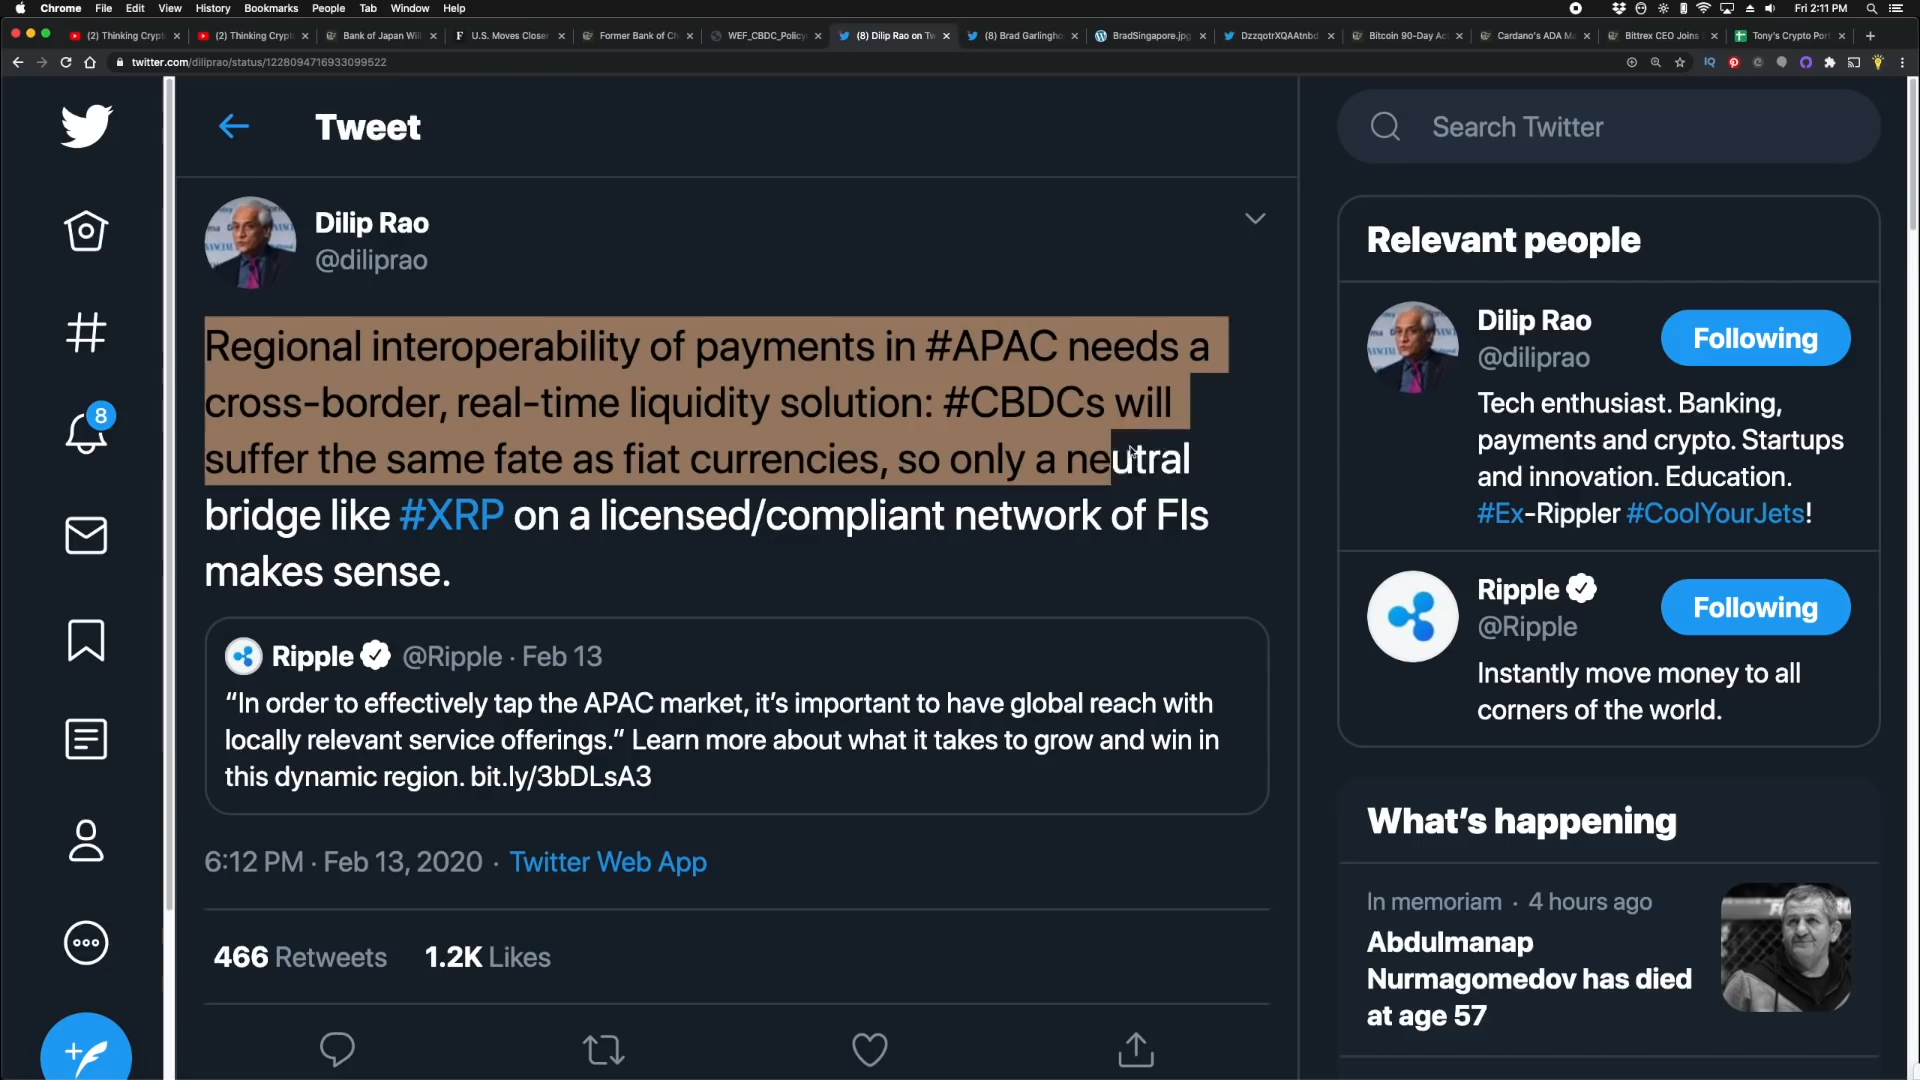 Chrome File Edit View History Bookmarks People Tab Window Help
Fri 2:11 PM
(2) Thinking Crypt
(2) Thinking Crypt
Bank of Japan Wil
U.S. Moves Closer
Former Bank of Ch
WEF_CBDC_Policy
(8) Dilip Rao on Tw
(8) Brad Garlingho
BradSingapore.jpg
DzzqotrXQAAtnbd
Bitcoin 90-Day Ac
Cardano's ADA Ma
Bittrex CEO Joins
Tony's Crypto Port
twitter.com/diliprao/status/1228094716933099522
Tweet
Search Twitter
8
Dilip Rao
@diliprao
Regional interoperability of payments in #APAC needs a
cross-border, real-time liquidity solution: #CBDCs will
suffer the same fate as fiat currencies, so only a neutral
bridge like #XRP on a licensed/compliant network of FIs
makes sense.
Ripple @Ripple · Feb 13
“In order to effectively tap the APAC market, it’s important to have global reach with
locally relevant service offerings.” Learn more about what it takes to grow and win in
this dynamic region. bit.ly/3bDLsA3
6:12 PM · Feb 13, 2020 · Twitter Web App
466 Retweets 1.2K Likes
Relevant people
Dilip Rao
@diliprao
Following
Tech enthusiast. Banking,
payments and crypto. Startups
and innovation. Education.
#Ex-Rippler #CoolYourJets!
Ripple
@Ripple
Following
Instantly move money to all
corners of the world.
What’s happening
In memoriam · 4 hours ago
Abdulmanap
Nurmagomedov has died
at age 57